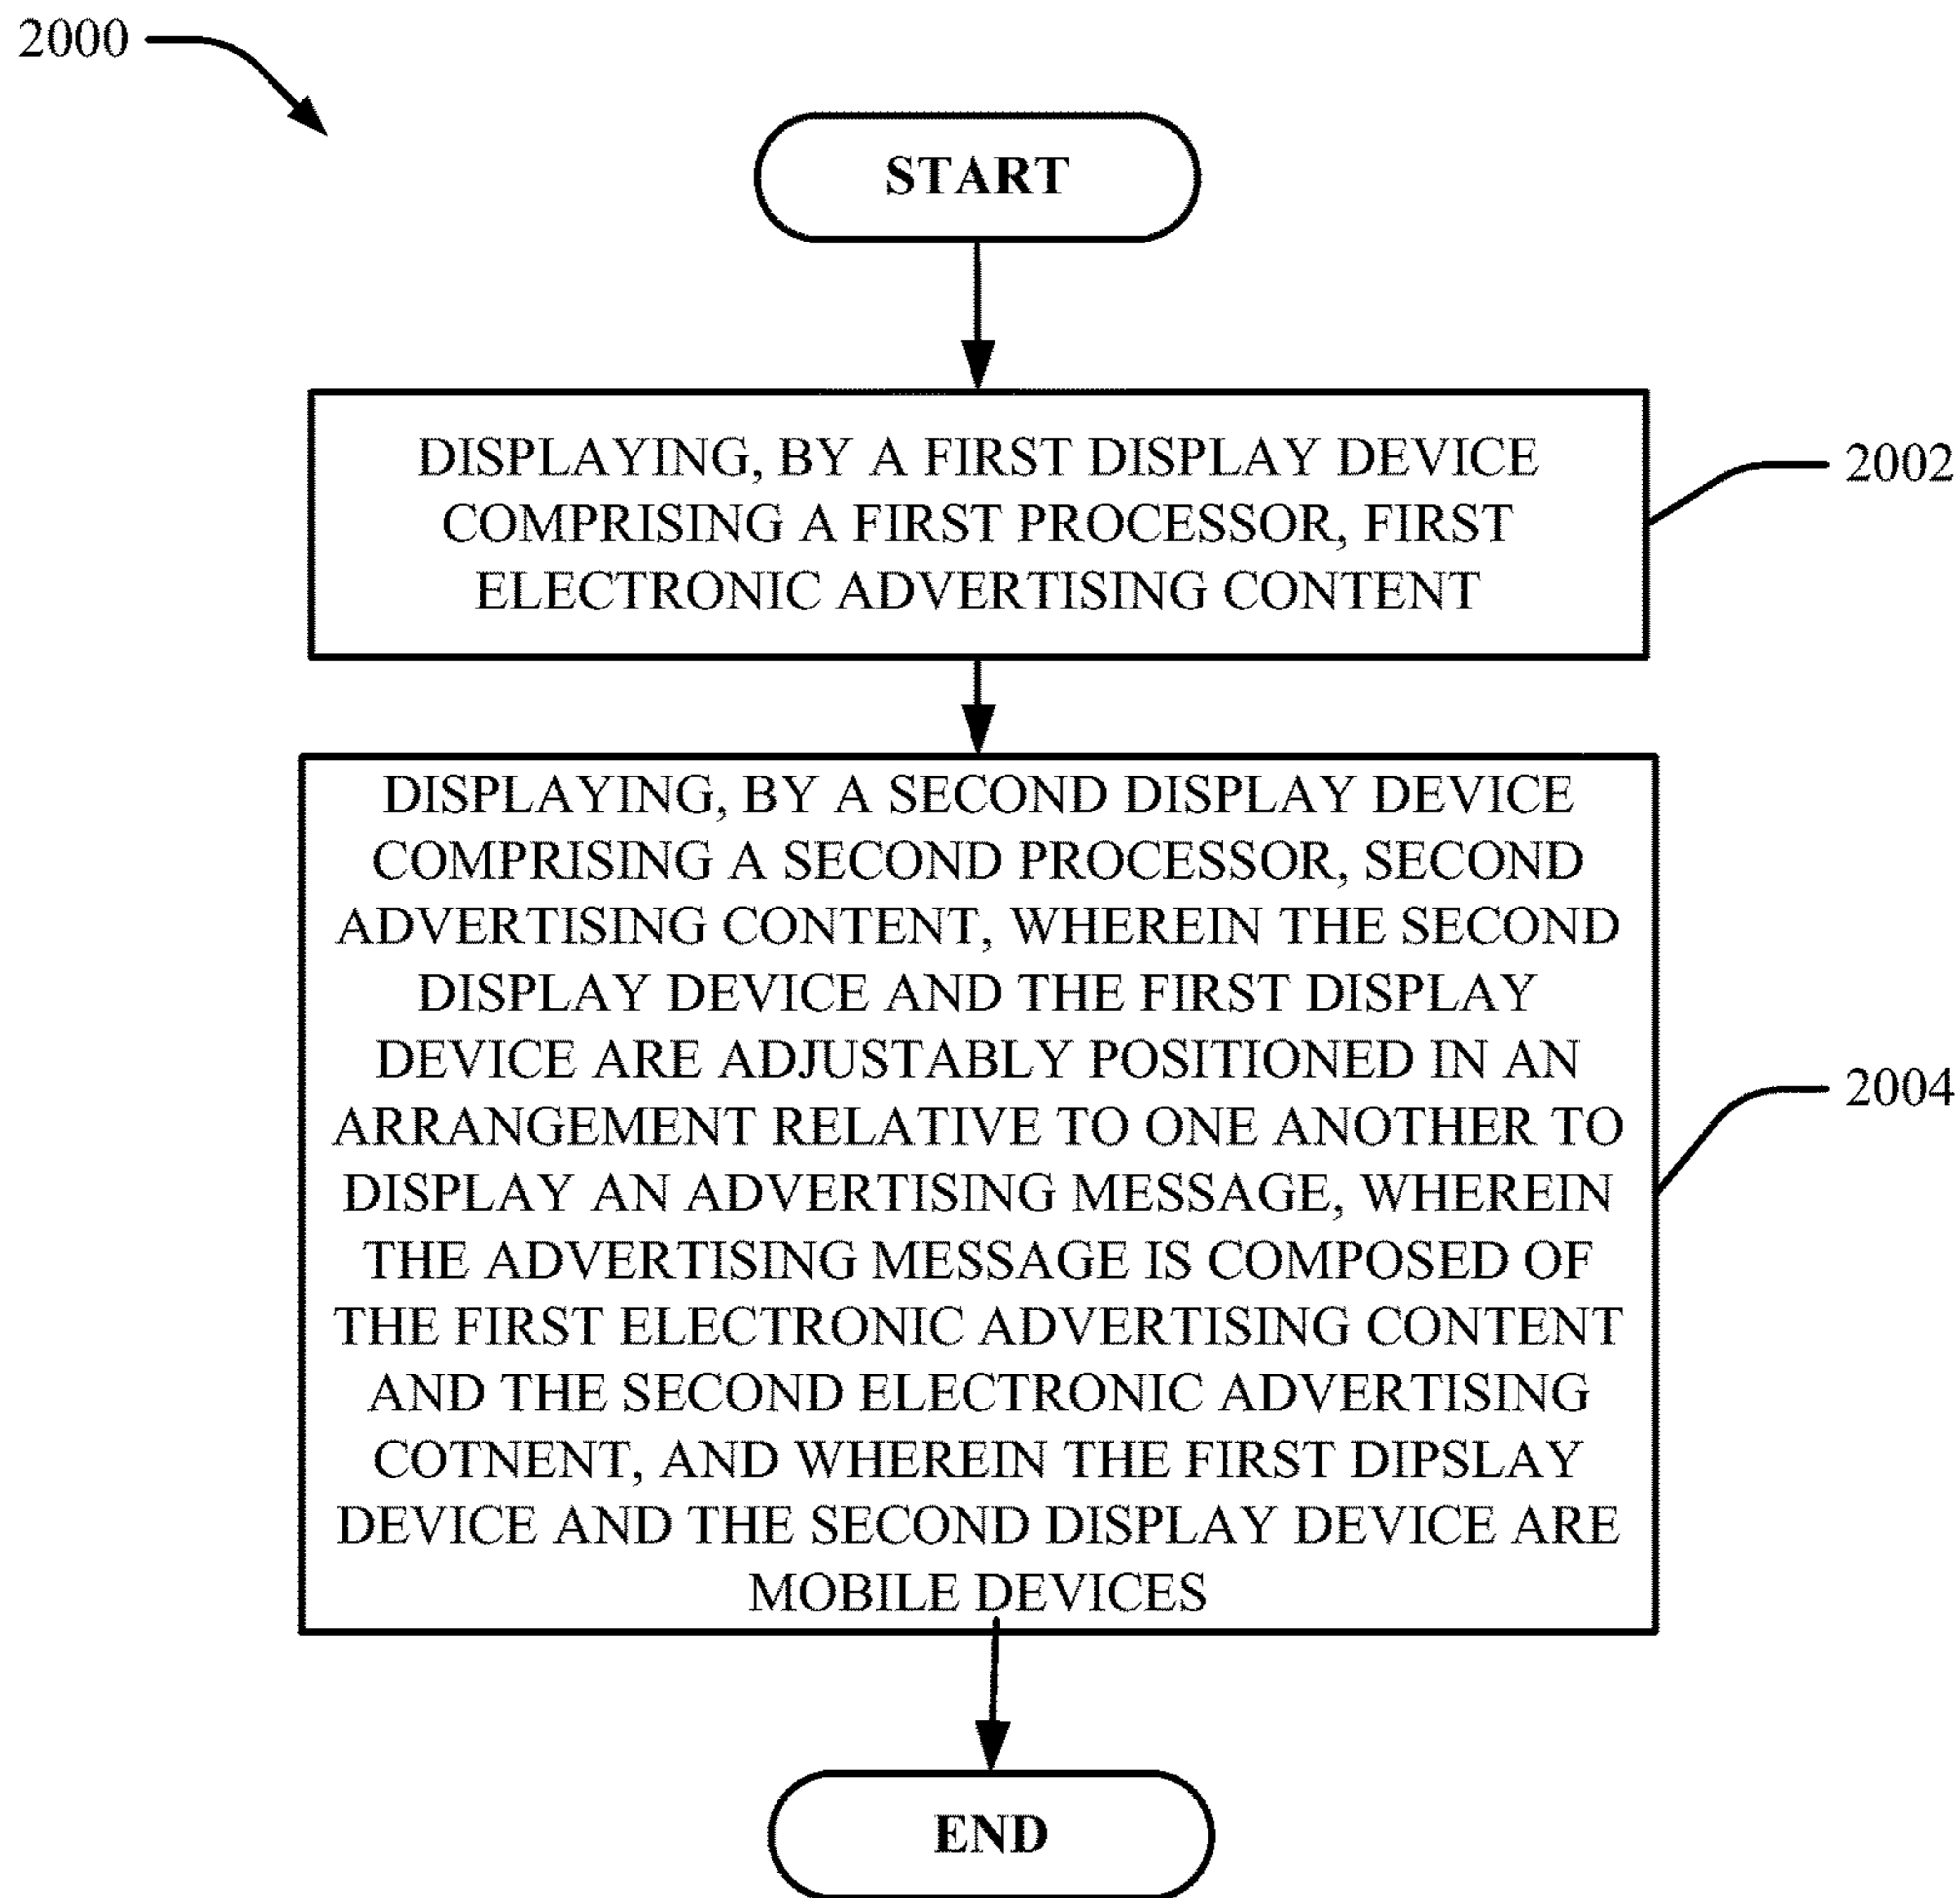 2000
START
DISPLAYING, BY A FIRST DISPLAY DEVICE
COMPRISING A FIRST PROCESSOR, FIRST
ELECTRONIC ADVERTISING CONTENT
2002
DISPLAYING, BY A SECOND DISPLAY DEVICE
COMPRISING A SECOND PROCESSOR, SECOND
ADVERTISING CONTENT, WHEREIN THE SECOND
DISPLAY DEVICE AND THE FIRST DISPLAY
DEVICE ARE ADJUSTABLY POSITIONED IN AN
ARRANGEMENT RELATIVE TO ONE ANOTHER TO
DISPLAY AN ADVERTISING MESSAGE, WHEREIN
THE ADVERTISING MESSAGE IS COMPOSED OF
THE FIRST ELECTRONIC ADVERTISING CONTENT
AND THE SECOND ELECTRONIC ADVERTISING
COTNENT, AND WHEREIN THE FIRST DIPSLAY
DEVICE AND THE SECOND DISPLAY DEVICE ARE
MOBILE DEVICES
2004
END